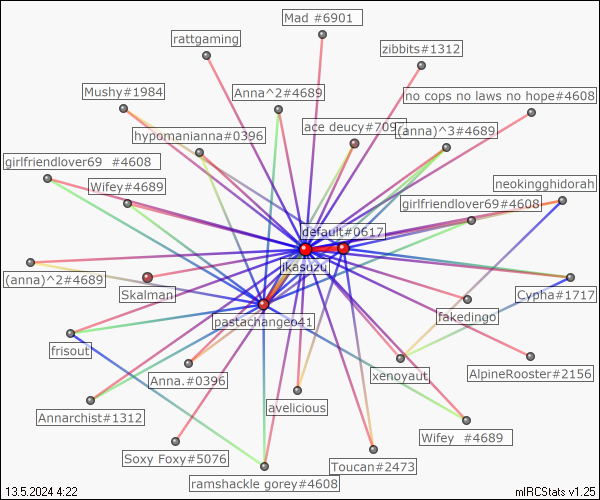 Mad #6901
rattgaming
zibbits#1312
Mushy#1984
Anna^2#4689
no cops no laws no hope#4608
hypomanianna#0396
ace deucy#709
(anna)^3#4689
girlfriendlover69 #4608
Wifey#4689
neokingghidorah
girlfriendlover69#4608
default#0617
jkasuzu
(anna)^2#4689
Skalman
Cypha#1717
fakedingo
pastachangeo41
frisout
xenoyaut
Anna.#0396
AlpineRooster#2156
avelicious
Annarchist#1312
Wifey #4689
Soxy Foxy#5076
Toucan#2473
ramshackle gorey#4608
13.5.2024 4:22
mIRCStats v1.25